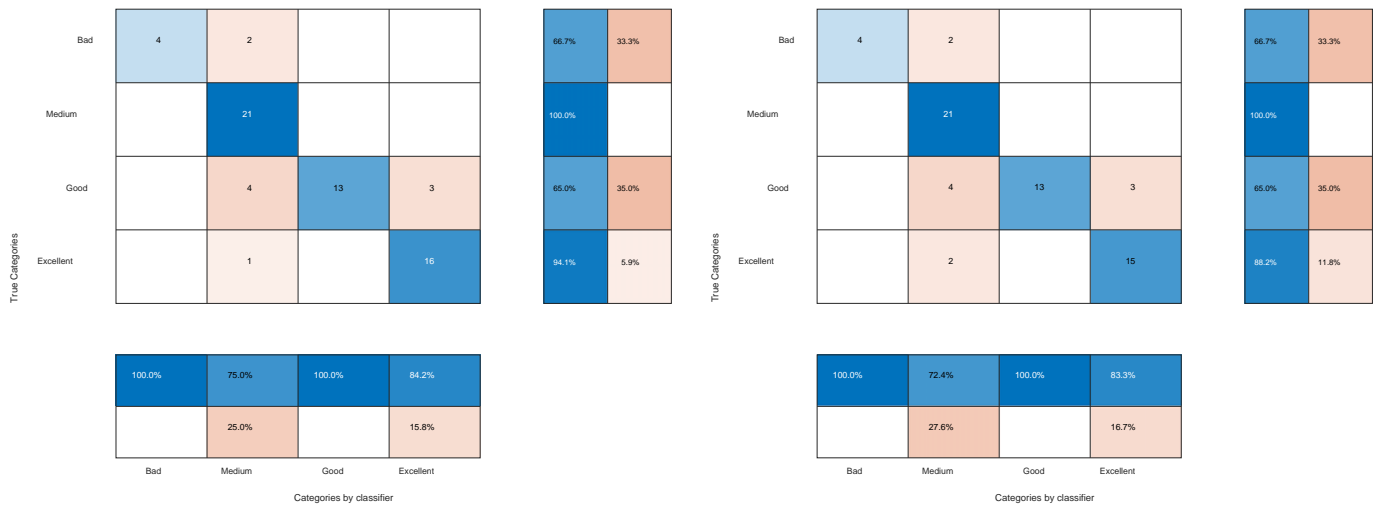 Bad 4 2 66.7% 33.3%
Medium 21 100.0%
Good 4 13 3 65.0% 35.0%
Excellent 1 16 94.1% 5.9%
True Categories
100.0% 75.0% 100.0% 84.2%
25.0% 15.8%
Bad Medium Good Excellent
Categories by classifier
Bad 4 2 66.7% 33.3%
Medium 21 100.0%
Good 4 13 3 65.0% 35.0%
Excellent 2 15 88.2% 11.8%
True Categories
100.0% 72.4% 100.0% 83.3%
27.6% 16.7%
Bad Medium Good Excellent
Categories by classifier